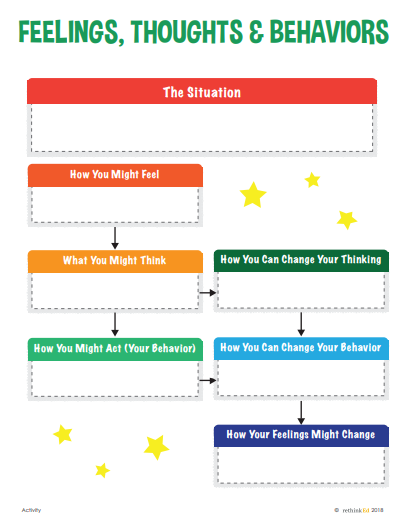 FEELINGS, THOUGHTS & BEHAVIORS
The Situation
How You Might Feel
What You Might Think
How You Can Change Your Thinking
How You Might Act (Your Behavior)
How You Can Change Your Behavior
How Your Feelings Might Change
Activity
© rethinkEd 2018